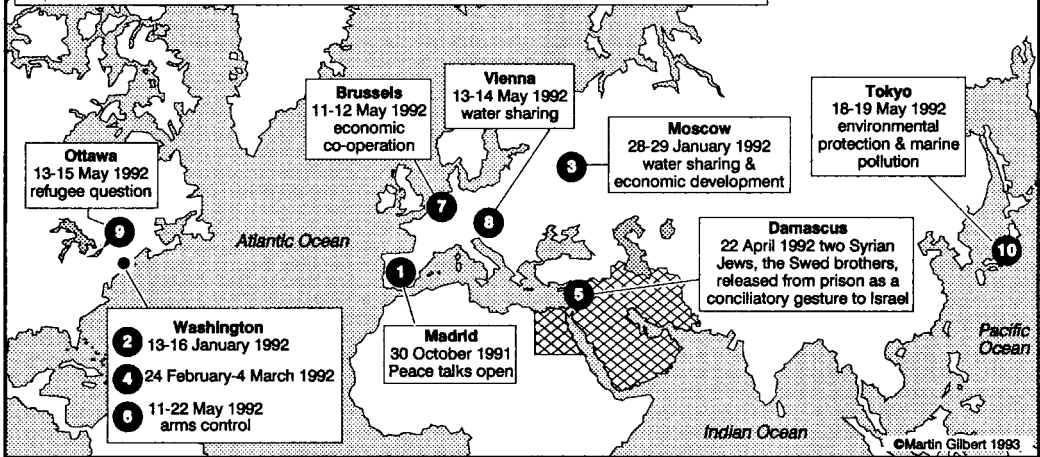 Vienna
13-14 May 1992
water sharing
Brussels
11-12 May 1992
economic
co-operation
Tokyo
18-19 May 1992
environmental
protection & marine
pollution
Moscow
28-29 January 1992
water sharing &
economic development
Ottawa
13-15 May 1992
refugee question
3
7
8
9
Atlantic Ocean
Damascus
22 April 1992 two Syrian
Jews, the Swed brothers,
released from prison as a
conciliatory gesture to Israel
10
1
5
Washington
2 13-16 January 1992
4 24 February-4 March 1992
6 11-22 May 1992
arms control
Madrid
30 October 1991
Peace talks open
Pacific
Ocean
Indian Ocean
©Martin Gilbert 1993